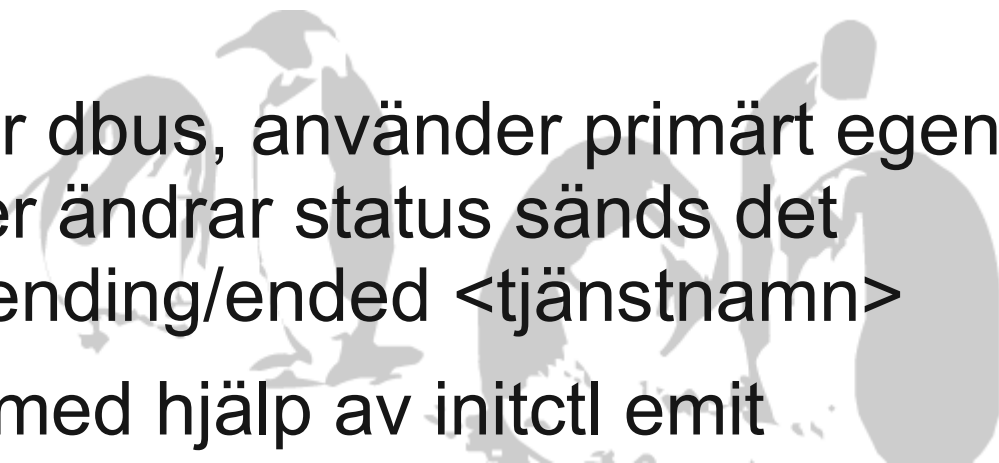 r dbus, använder primärt egen
er ändrar status sänds det
ending/ended <tjänstnamn>
med hjälp av initctl emit